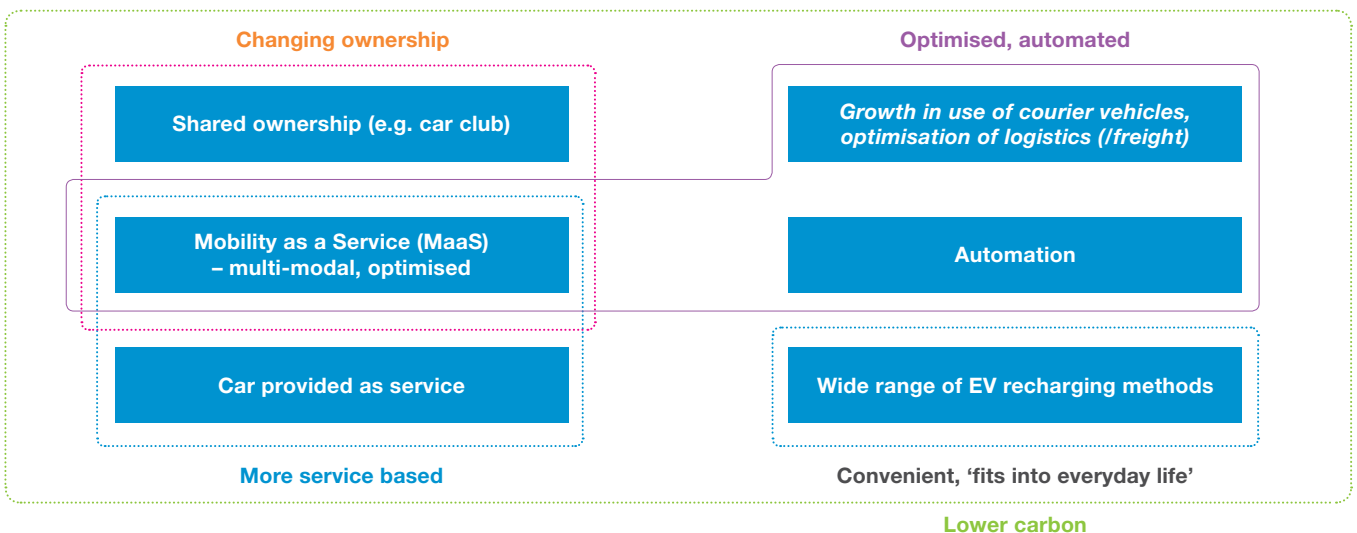 Changing ownership
Optimised, automated
Shared ownership (e.g. car club)
Growth in use of courier vehicles,
optimisation of logistics (/freight)
Mobility as a Service (MaaS)
– multi-modal, optimised
Automation
Car provided as service
Wide range of EV recharging methods
More service based
Convenient, ‘fits into everyday life’
Lower carbon